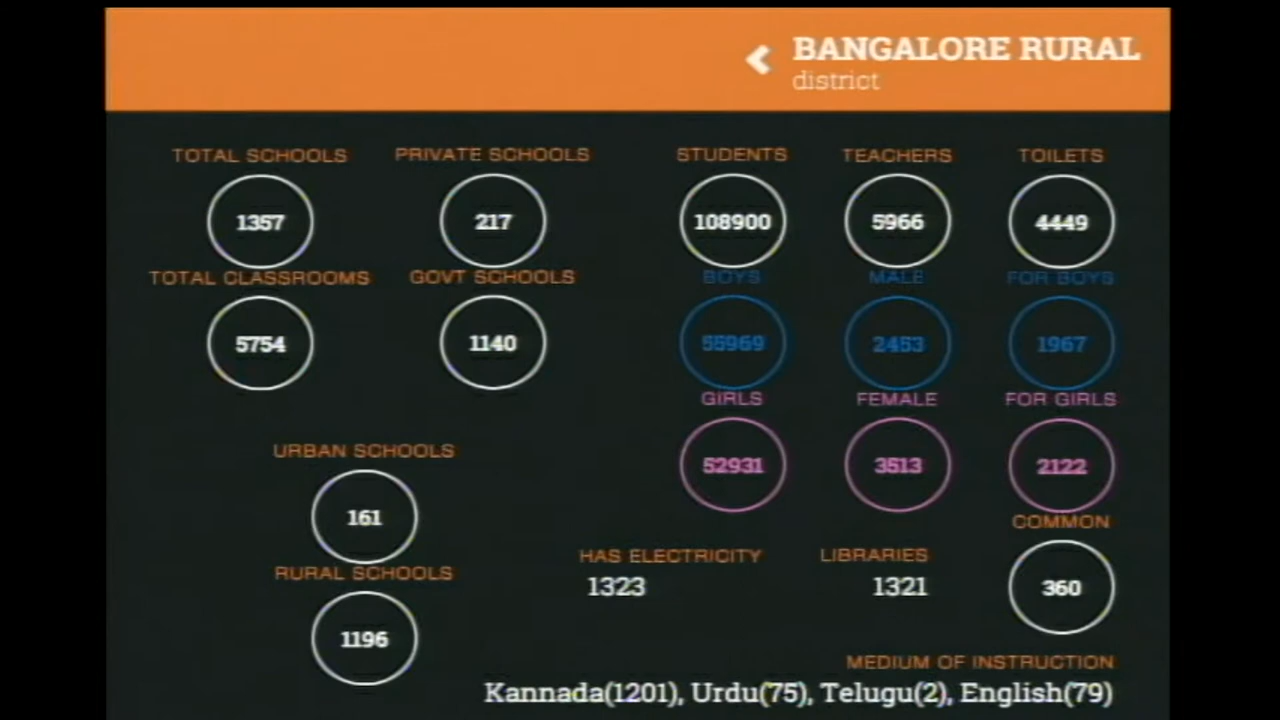 BANGALORE RURAL
district
TOTAL SCHOOLS
1357
PRIVATE SCHOOLS
217
STUDENTS
108900
TEACHERS
5966
TOILETS
4449
TOTAL CLASSROOMS
5754
GOVT SCHOOLS
1140
BOYS
55969
MALE
2453
FOR BOYS
1967
GIRLS
52931
FEMALE
3513
FOR GIRLS
2122
URBAN SCHOOLS
161
RURAL SCHOOLS
1196
HAS ELECTRICITY
1323
LIBRARIES
1321
COMMON
360
MEDIUM OF INSTRUCTION
Kannada(1201), Urdu(75), Telugu(2), English(79)